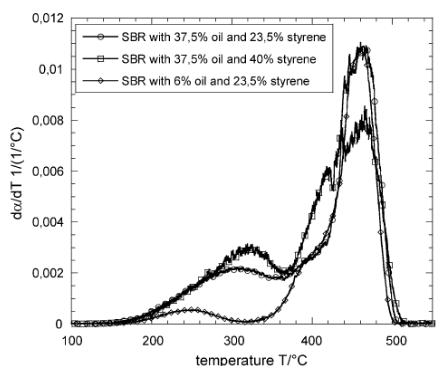 0,012
0,01
0,008
0,006
0,004
0,002
0
dα/dT 1/(1/°C)
SBR with 37,5% oil and 23,5% styrene
SBR with 37,5% oil and 40% styrene
SBR with 6% oil and 23,5% styrene
100
200
300
400
500
temperature T/°C